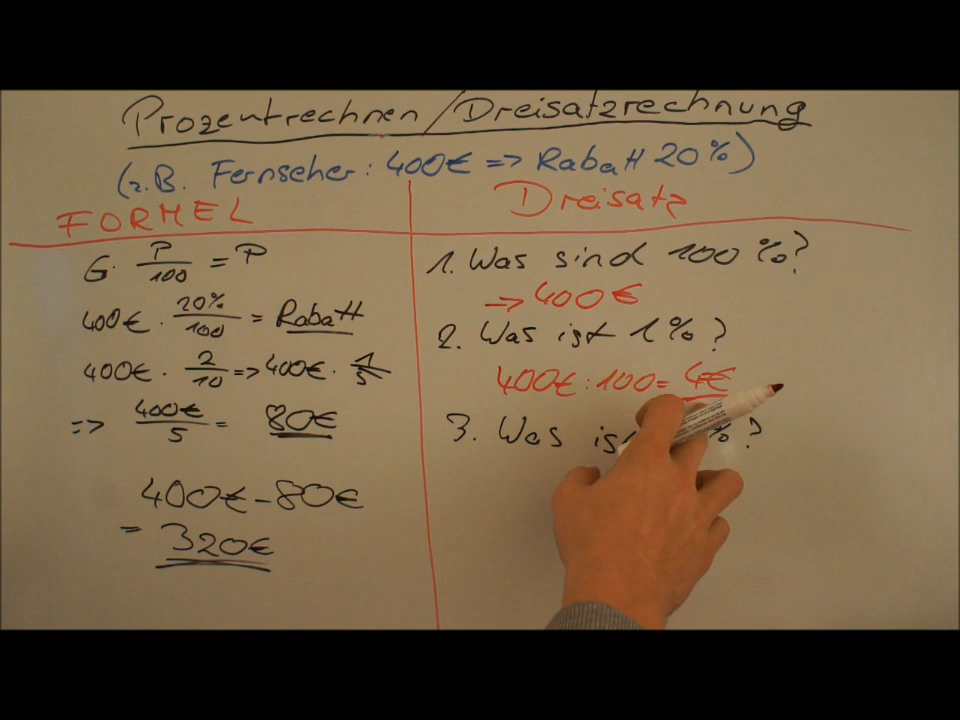 Prozentrechnen/Dreisatzrechnung
(z.B. Fernseher: 400€ => Rabatt 20%)
FORMEL
G · P/100 = P
400€ · 20%/100 = Rabatt
400€ · 2/10 => 400€ · 1/5
=> 400€/5 = 80€
400€ - 80€
= 320€
Dreisatz
1. Was sind 100%?
→ 400€
2. Was ist 1%?
400€ : 100 = 4€
3. Was %?